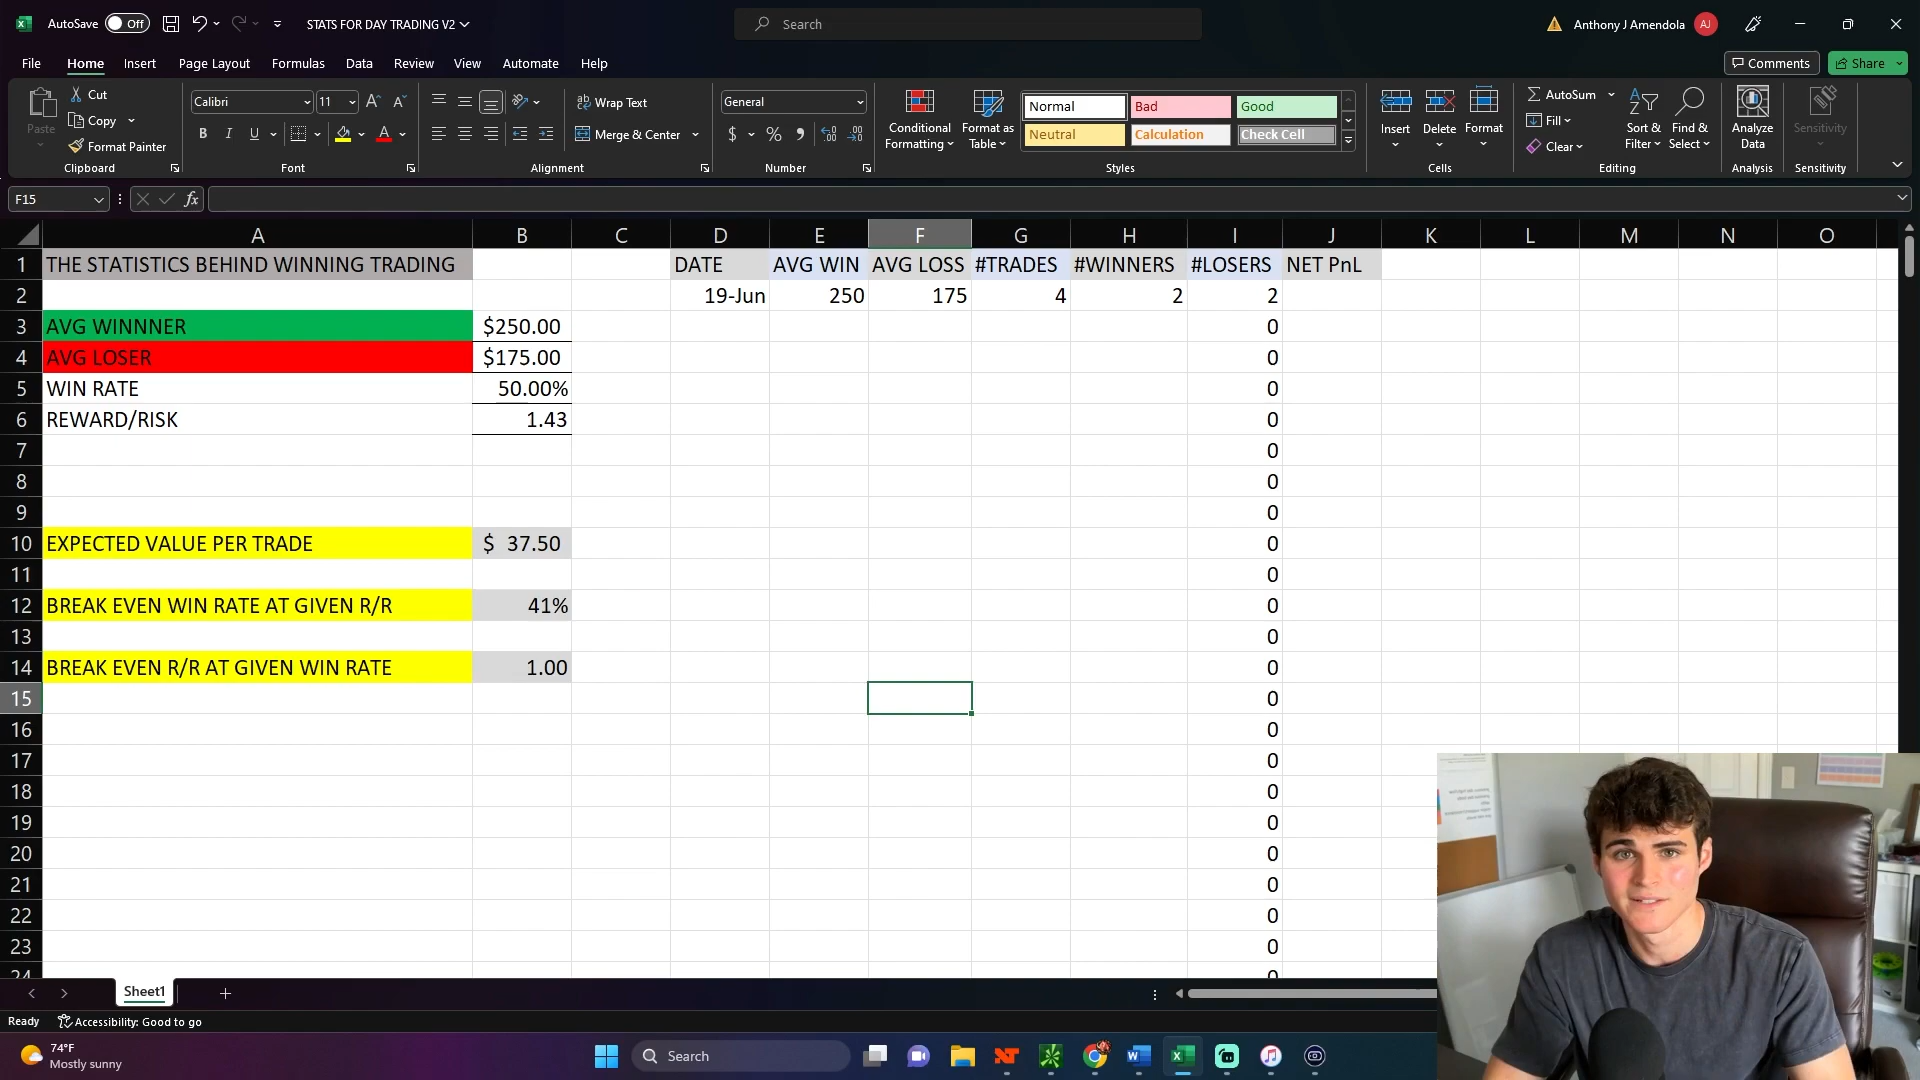 AutoSave Off STATS FOR DAY TRADING V2 Search Anthony J Amendola AJ
File Home Insert Page Layout Formulas Data Review View Automate Help Comments Share
Paste Cut Copy Format Painter Clipboard
Calibri 11 B I U Font
Wrap Text Merge & Center Alignment
General $ % Number
Conditional Formatting Format as Table
Normal Bad Good
Neutral Calculation Check Cell
Styles
Insert Delete Format Cells
AutoSum Fill Clear Sort & Filter Find & Select Editing
Analyze Data Analysis
Sensitivity Sensitivity
F15 fx
A B C D E F G H I J K L M N O
1 THE STATISTICS BEHIND WINNING TRADING DATE AVG WIN AVG LOSS #TRADES #WINNERS #LOSERS NET PnL
2 19-Jun 250 175 4 2 2
3 AVG WINNNER $250.00 0
4 AVG LOSER $175.00 0
5 WIN RATE 50.00% 0
6 REWARD/RISK 1.43 0
7 0
8 0
9 0
10 EXPECTED VALUE PER TRADE $ 37.50 0
11 0
12 BREAK EVEN WIN RATE AT GIVEN R/R 41% 0
13 0
14 BREAK EVEN R/R AT GIVEN WIN RATE 1.00 0
15 0
16 0
17 0
18 0
19 0
20 0
21 0
22 0
23 0
24 0
Sheet1
Ready Accessibility: Good to go
74°F
Mostly sunny
Search